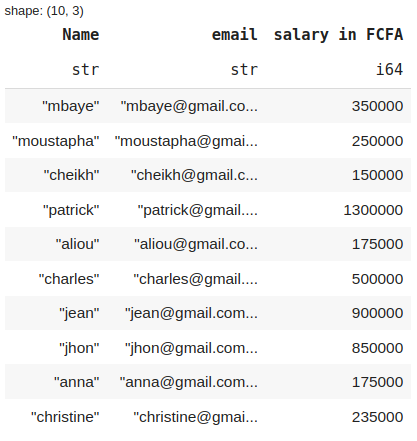 shape: (10, 3)
Name email salary in FCFA
str str i64
"mbaye" "mbaye@gmail.co... 350000
"moustapha" "moustapha@gmai... 250000
"cheikh" "cheikh@gmail.c... 150000
"patrick" "patrick@gmail.... 1300000
"aliou" "aliou@gmail.co... 175000
"charles" "charles@gmail.... 500000
"jean" "jean@gmail.com... 900000
"jhon" "jhon@gmail.com... 850000
"anna" "anna@gmail.com... 175000
"christine" "christine@gmai... 235000